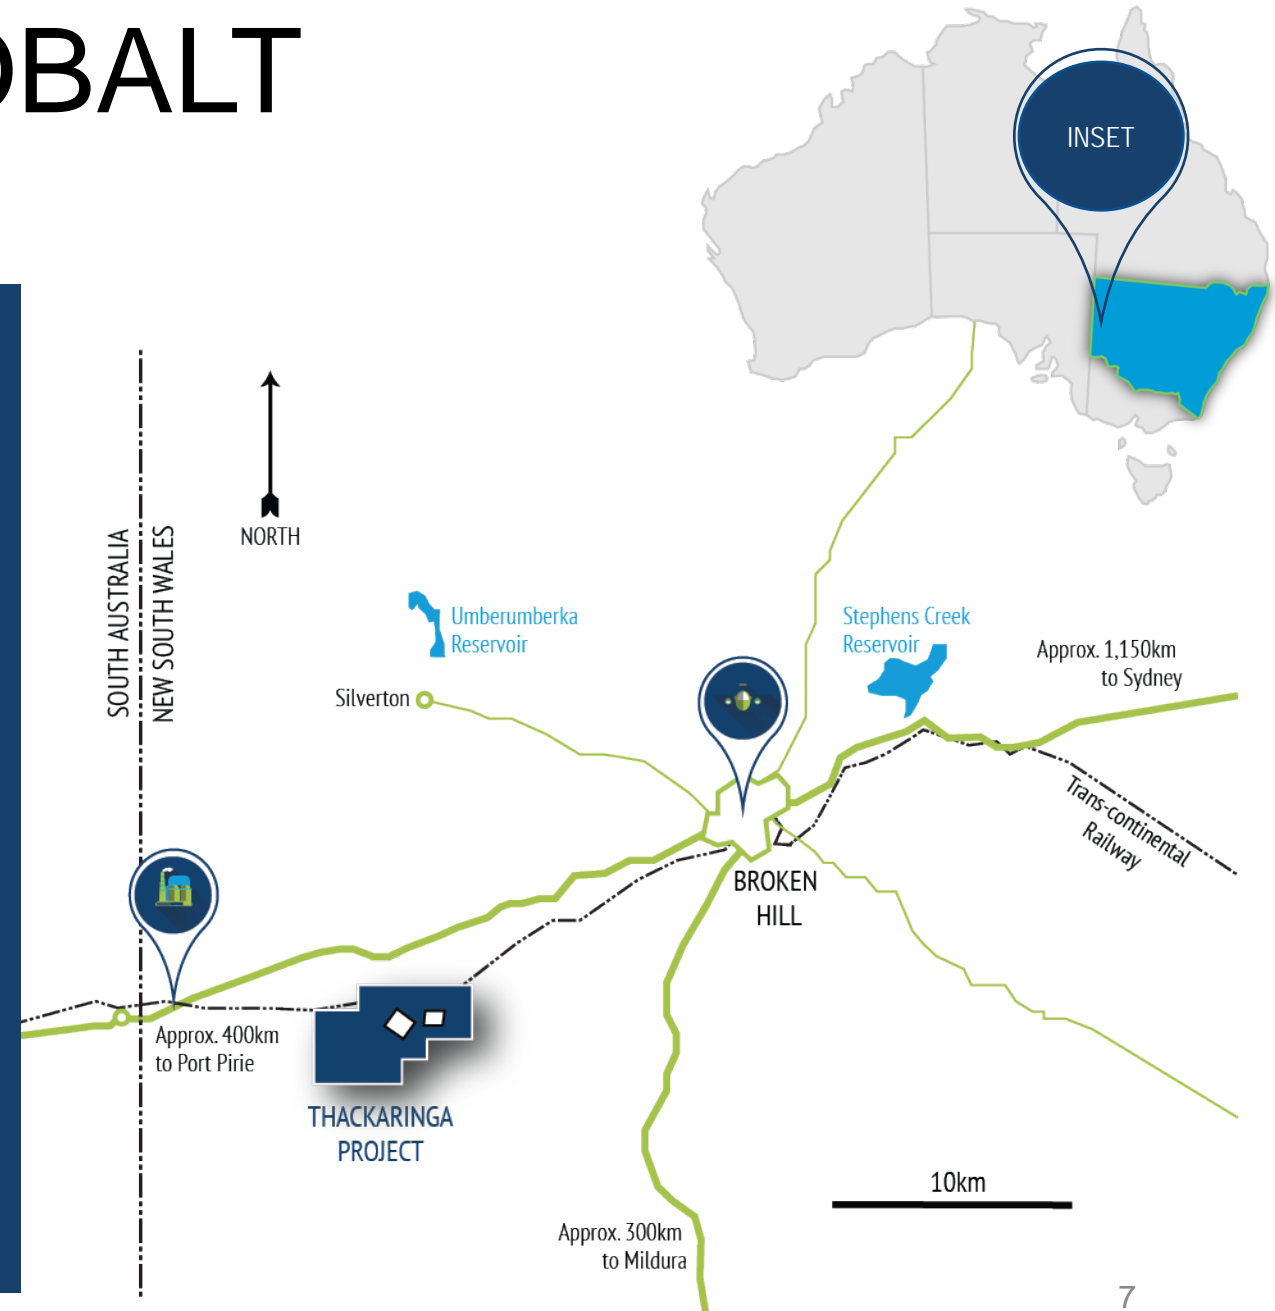 OBALT
INSET
NORTH
SOUTH AUSTRALIA
NEW SOUTH WALES
Umberumberka
Reservoir
Stephens Creek
Reservoir
Approx. 1,150km
to Sydney
Silverton
Trans-continental
Railway
BROKEN
HILL
Approx. 400km
to Port Pirie
THACKARINGA
PROJECT
10km
Approx. 300km
to Mildura
7